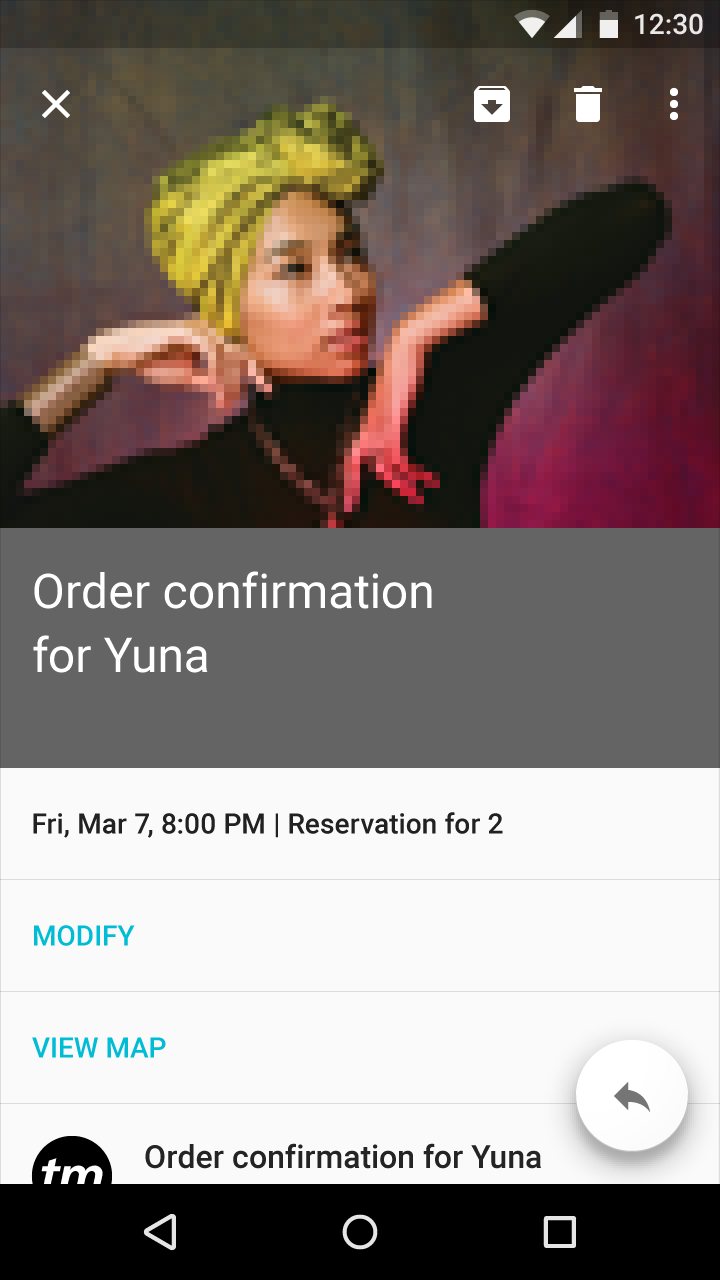 12:30
Order confirmation
for Yuna
Fri, Mar 7, 8:00 PM | Reservation for 2
MODIFY
VIEW MAP
tm
Order confirmation for Yuna